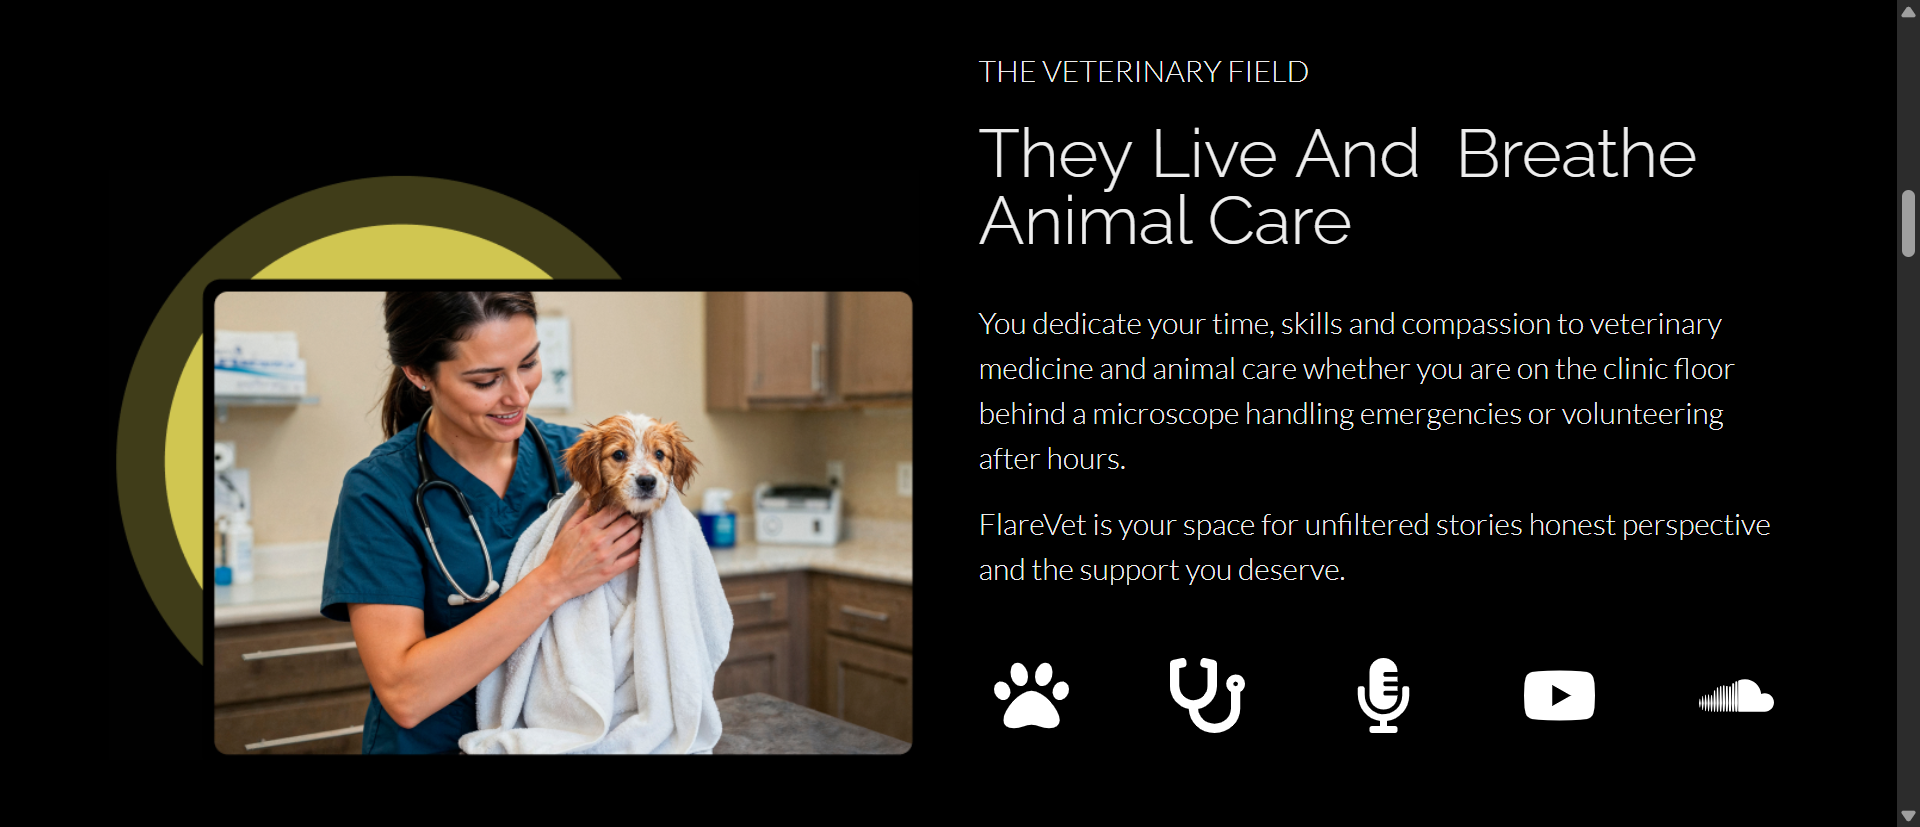 THE VETERINARY FIELD
They Live And  Breathe
Animal Care
You dedicate your time, skills and compassion to veterinary
medicine and animal care whether you are on the clinic floor
behind a microscope handling emergencies or volunteering
after hours.
FlareVet is your space for unfiltered stories honest perspective
and the support you deserve.